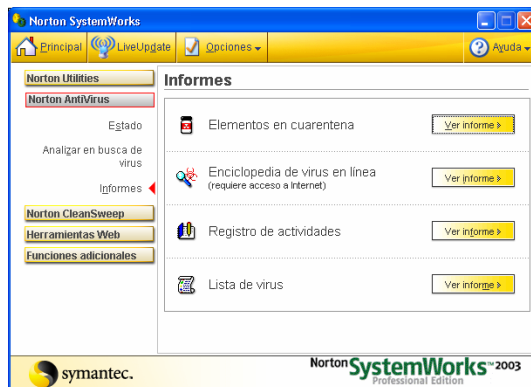 Norton SystemWorks
Principal LiveUpdate Opciones Ayuda
Norton Utilities
Norton AntiVirus
Estado
Analizar en busca de
virus
Informes
Norton CleanSweep
Herramientas Web
Funciones adicionales
Informes
Elementos en cuarentena
Ver informe
Enciclopedia de virus en línea
(requiere acceso a Internet)
Ver informe
Registro de actividades
Ver informe
Lista de virus
Ver informe
symantec.
Norton SystemWorks™ 2003
Professional Edition